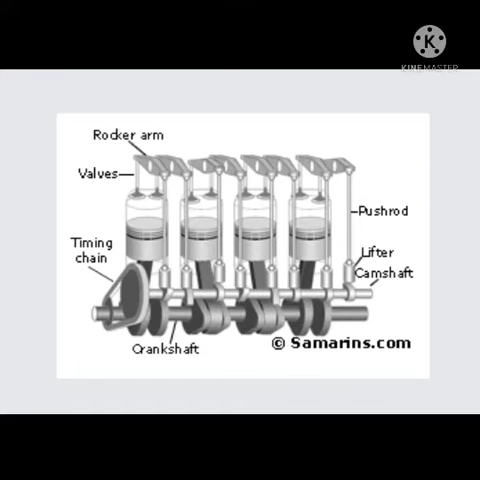 K
KINEMASTER
Rocker arm
Valves
Pushrod
Timing
chain
Lifter
Camshaft
Crankshaft
© Samarins.com